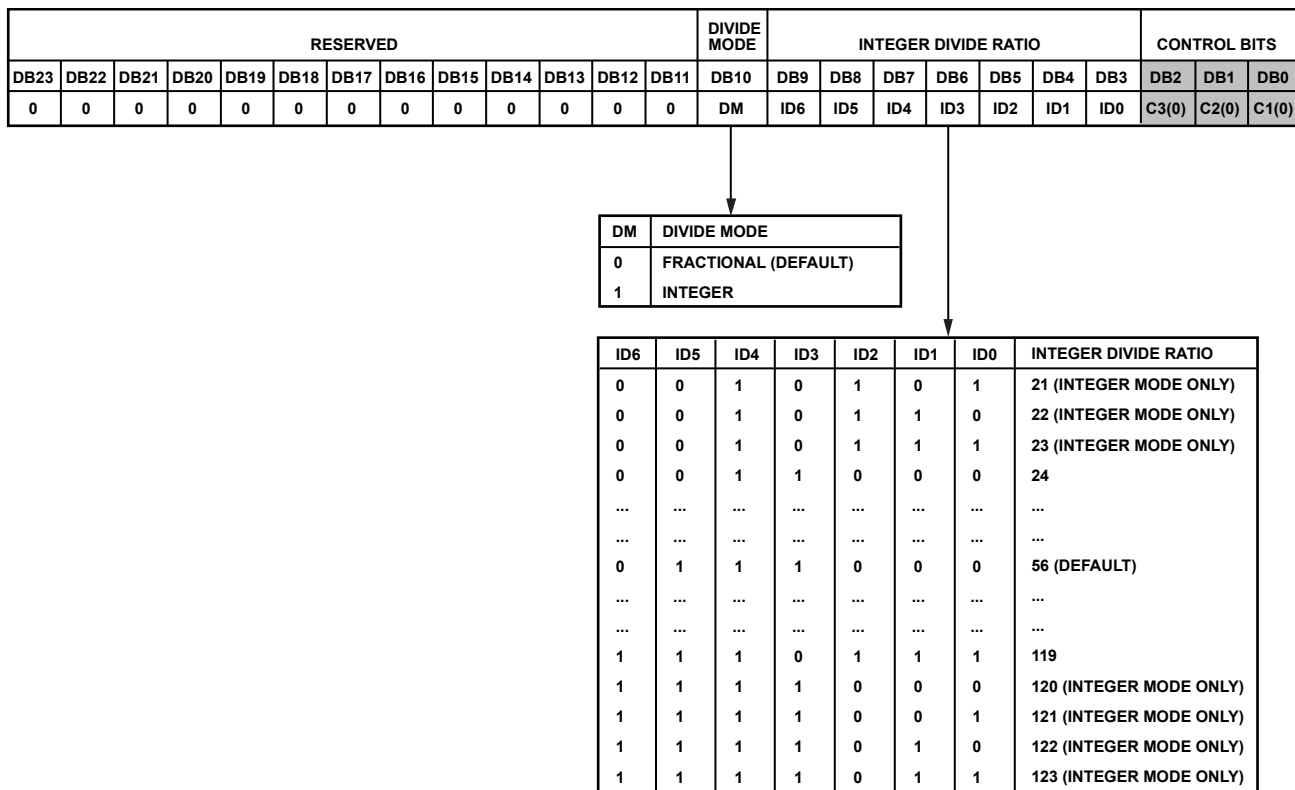 RESERVED DIVIDE MODE INTEGER DIVIDE RATIO CONTROL BITS
DB23 DB22 DB21 DB20 DB19 DB18 DB17 DB16 DB15 DB14 DB13 DB12 DB11 DB10 DB9 DB8 DB7 DB6 DB5 DB4 DB3 DB2 DB1 DB0
0 0 0 0 0 0 0 0 0 0 0 0 0 DM ID6 ID5 ID4 ID3 ID2 ID1 ID0 C3(0) C2(0) C1(0)
DM DIVIDE MODE
0 FRACTIONAL (DEFAULT)
1 INTEGER
ID6 ID5 ID4 ID3 ID2 ID1 ID0 INTEGER DIVIDE RATIO
0 0 1 0 1 0 1 21 (INTEGER MODE ONLY)
0 0 1 0 1 1 0 22 (INTEGER MODE ONLY)
0 0 1 0 1 1 1 23 (INTEGER MODE ONLY)
0 0 1 1 0 0 0 24
... ... ... ... ... ... ... ...
... ... ... ... ... ... ... ...
0 1 1 1 0 0 0 56 (DEFAULT)
... ... ... ... ... ... ... ...
... ... ... ... ... ... ... ...
1 1 1 0 1 1 1 119
1 1 1 1 0 0 0 120 (INTEGER MODE ONLY)
1 1 1 1 0 0 1 121 (INTEGER MODE ONLY)
1 1 1 1 0 1 0 122 (INTEGER MODE ONLY)
1 1 1 1 0 1 1 123 (INTEGER MODE ONLY)